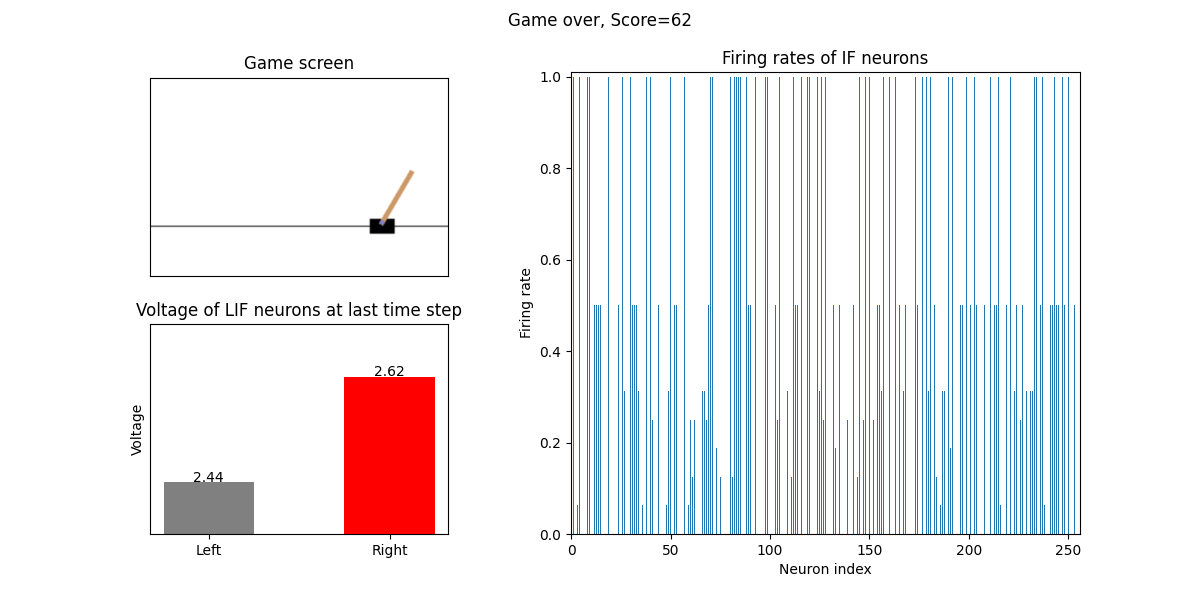 Game over, Score=62
Game screen
Voltage of LIF neurons at last time step
Voltage
2.44
2.62
Left
Right
Firing rates of IF neurons
Firing rate
1.0
0.8
0.6
0.4
0.2
0.0
0
50
100
150
200
250
Neuron index